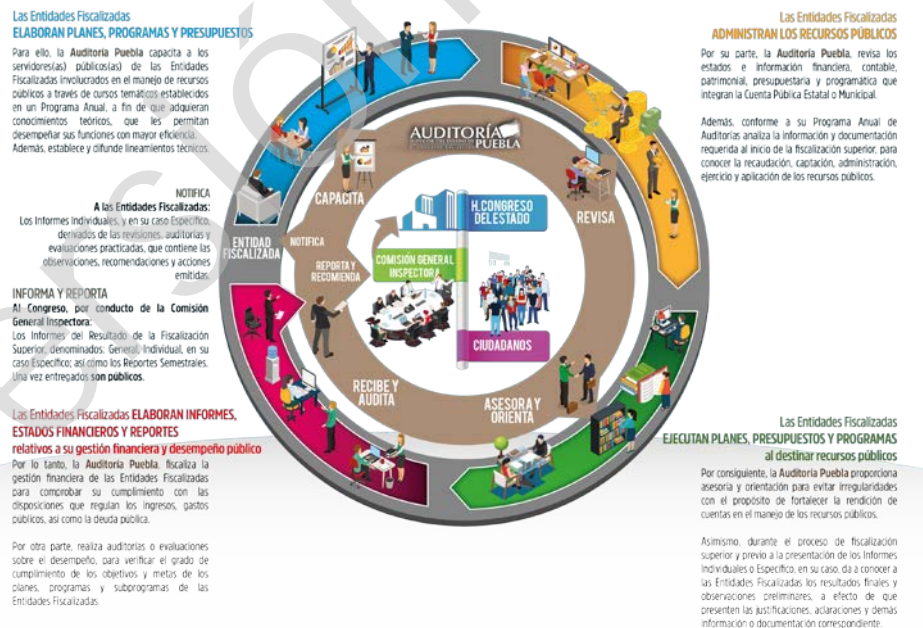 Las Entidades Fiscalizadas
ELABORAN PLANES, PROGRAMAS Y PRESUPUESTOS
Para ello, la Auditoría Puebla capacita a los
servidores(as) públicos(as) de las Entidades
Fiscalizadas involucrados en el manejo de recursos
públicos a través de cursos temáticos establecidos
en un Programa Anual, a fin de que adquieran
conocimientos teóricos, que les permitan
desempeñar sus funciones con mayor eficiencia.
Además, establece y difunde lineamientos técnicos.
NOTIFICA
A las Entidades Fiscalizadas:
Los Informes Individuales, y en su caso Específico,
derivados de las revisiones, auditorías y
evaluaciones practicadas, que contiene las
observaciones, recomendaciones y acciones
emitidas.
INFORMA Y REPORTA
Al Congreso, por conducto de la Comisión
General Inspectora:
Los Informes del Resultado de la Fiscalización
Superior, denominados: General, Individual, en su
caso Específico; así como los Reportes Semestrales.
Una vez entregados son públicos.
Las Entidades Fiscalizadas ELABORAN INFORMES,
ESTADOS FINANCIEROS Y REPORTES
relativos a su gestión financiera y desempeño público
Por lo tanto, la Auditoría Puebla, fiscaliza la
gestión financiera de las Entidades Fiscalizadas
para comprobar su cumplimiento con las
disposiciones que regulan los ingresos, gastos
públicos, así como la deuda pública.
Por otra parte, realiza auditorías o evaluaciones
sobre el desempeño, para verificar el grado de
cumplimiento de los objetivos y metas de los
planes, programas y subprogramas de las
Entidades Fiscalizadas.
AUDITORÍA
PUEBLA
CAPACITA
REVISA
H. CONGRESO
DEL ESTADO
ENTIDAD
FISCALIZADA
NOTIFICA
REPORTA Y
RECOMIENDA
COMISIÓN GENERAL
INSPECTORA
CIUDADANOS
RECIBE Y
AUDITA
ASESORA Y
ORIENTA
Las Entidades Fiscalizadas
ADMINISTRAN LOS RECURSOS PÚBLICOS
Por su parte, la Auditoría Puebla, revisa los
estados e información financiera, contable,
patrimonial, presupuestaria y programática que
integran la Cuenta Pública Estatal o Municipal.
Además, conforme a su Programa Anual de
Auditorías analiza la información y documentación
requerida al inicio de la fiscalización superior, para
conocer la recaudación, captación, administración,
ejercicio y aplicación de los recursos públicos.
Las Entidades Fiscalizadas
EJECUTAN PLANES, PRESUPUESTOS Y PROGRAMAS
al destinar recursos públicos
Por consiguiente, la Auditoría Puebla proporciona
asesoría y orientación para evitar irregularidades
con el propósito de fortalecer la rendición de
cuentas en el manejo de los recursos públicos.
Asimismo, durante el proceso de fiscalización
superior y previo a la presentación de los Informes
Individuales o Específico, en su caso, da a conocer a
las Entidades Fiscalizadas los resultados finales y
observaciones preliminares, a efecto de que
presenten las justificaciones, aclaraciones y demás
información o documentación correspondiente.